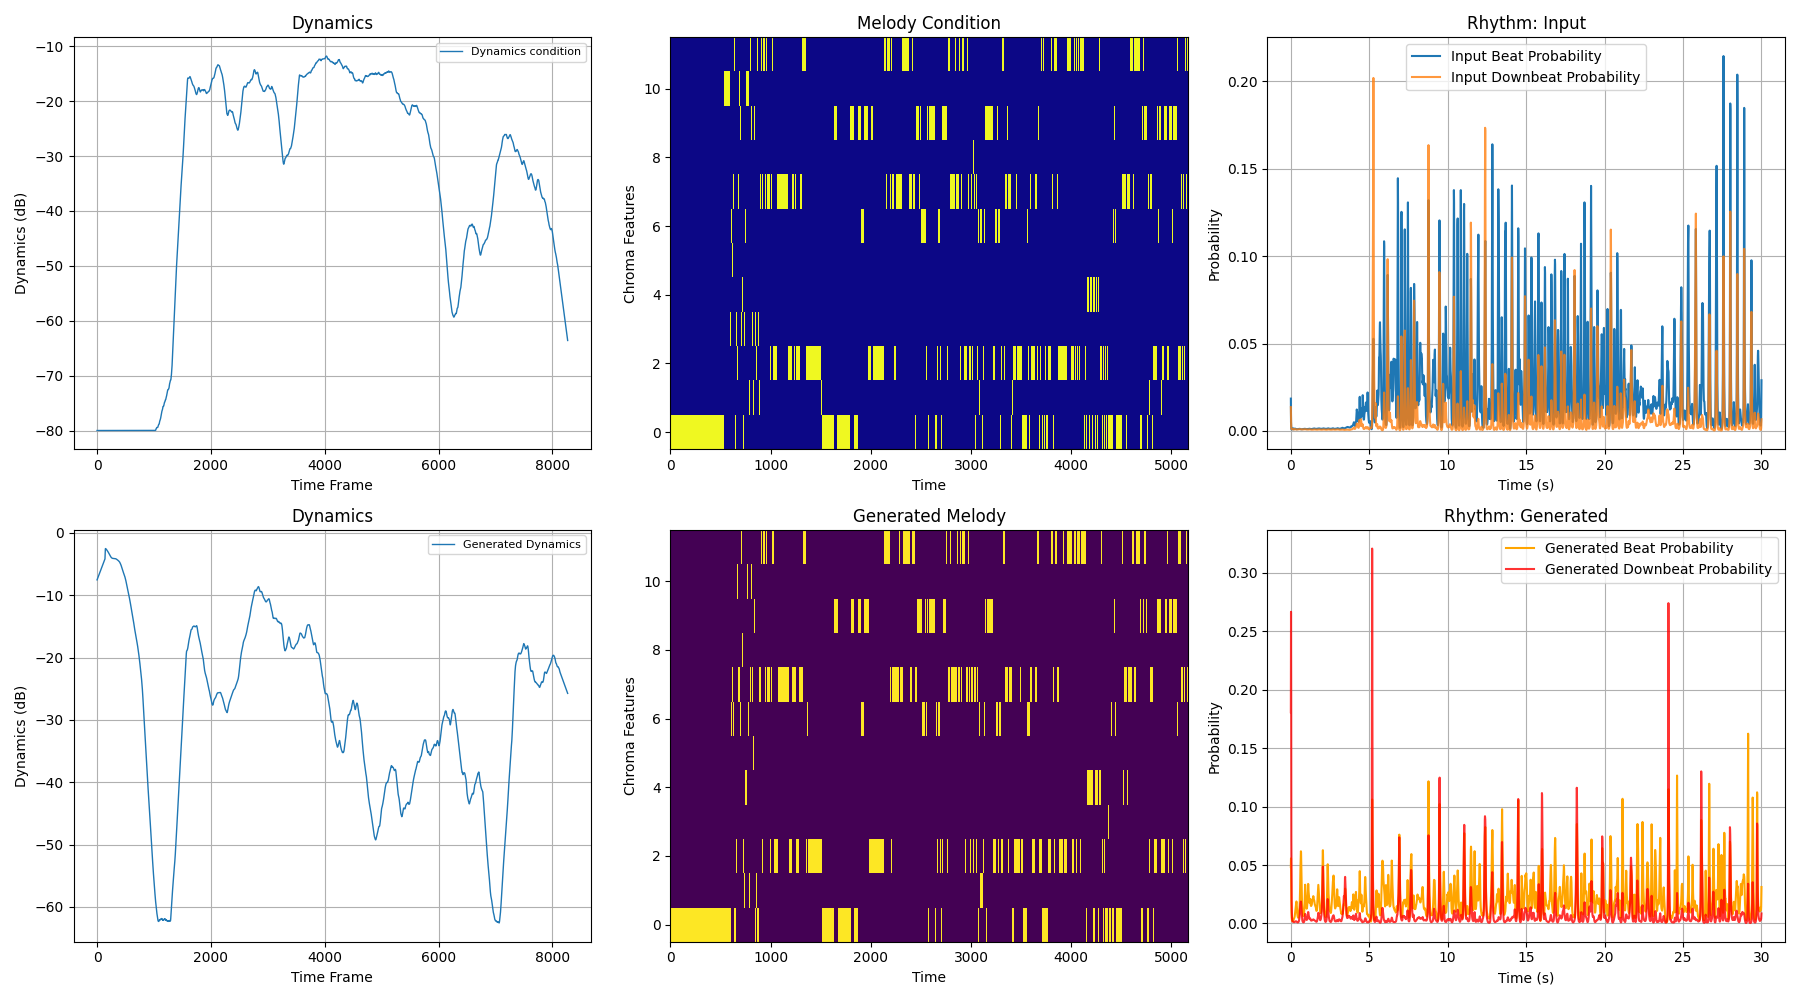 Dynamics
Dynamics condition
−10
−20
−30
−40
−50
−60
−70
−80
Dynamics (dB)
0 2000 4000 6000 8000
Time Frame
Melody Condition
10
8
6
4
2
0
Chroma Features
0 1000 2000 3000 4000 5000
Time
Rhythm: Input
Input Beat Probability
Input Downbeat Probability
0.20
0.15
0.10
0.05
0.00
Probability
0 5 10 15 20 25 30
Time (s)
Dynamics
Generated Dynamics
0
−10
−20
−30
−40
−50
−60
Dynamics (dB)
0 2000 4000 6000 8000
Time Frame
Generated Melody
10
8
6
4
2
0
Chroma Features
0 1000 2000 3000 4000 5000
Time
Rhythm: Generated
Generated Beat Probability
Generated Downbeat Probability
0.30
0.25
0.20
0.15
0.10
0.05
0.00
Probability
0 5 10 15 20 25 30
Time (s)